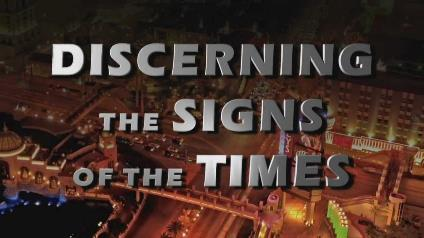 DISCERNING
THE SIGNS
OF THE TIMES